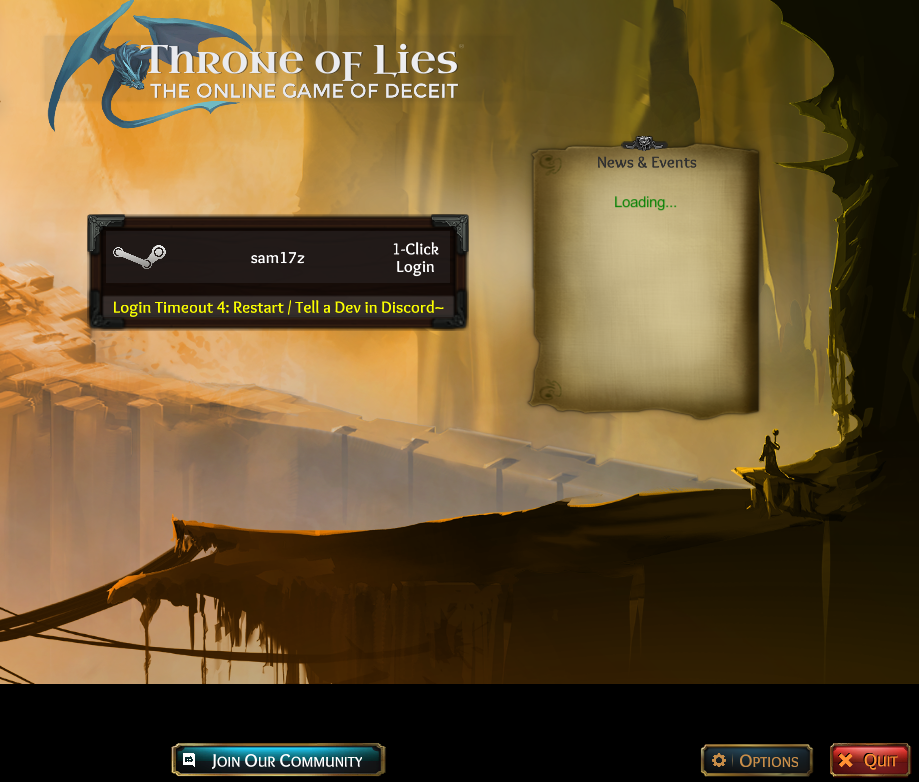 Throne of Lies
THE ONLINE GAME OF DECEIT
News & Events
Loading...
sam17z
1-Click
Login
Login Timeout 4: Restart / Tell a Dev in Discord~
Join Our Community
Options
Quit